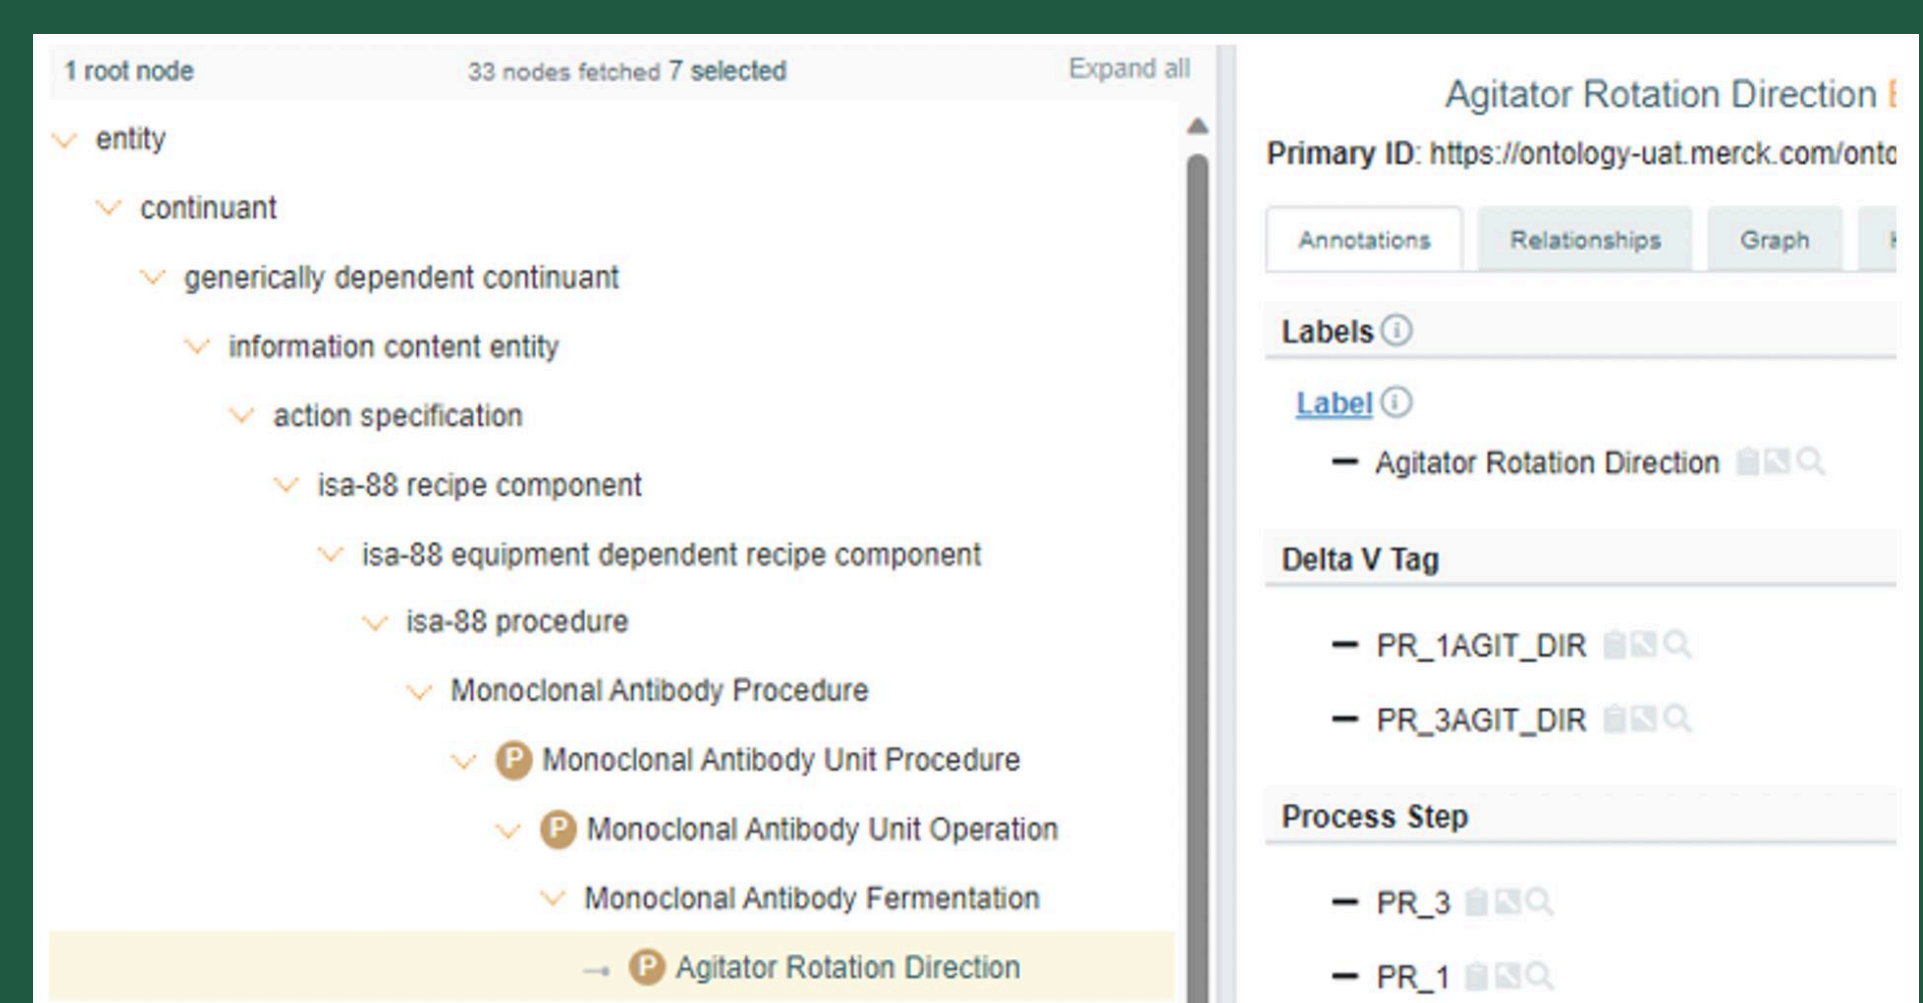 1 root node 33 nodes fetched 7 selected Expand all
entity
continuant
generically dependent continuant
information content entity
action specification
isa-88 recipe component
isa-88 equipment dependent recipe component
isa-88 procedure
Monoclonal Antibody Procedure
P Monoclonal Antibody Unit Procedure
P Monoclonal Antibody Unit Operation
Monoclonal Antibody Fermentation
P Agitator Rotation Direction
Agitator Rotation Direction
Primary ID: https://ontology-uat.merck.com/onto
Annotations Relationships Graph
Labels
Label
Agitator Rotation Direction
Delta V Tag
PR_1AGIT_DIR
PR_3AGIT_DIR
Process Step
PR_3
PR_1